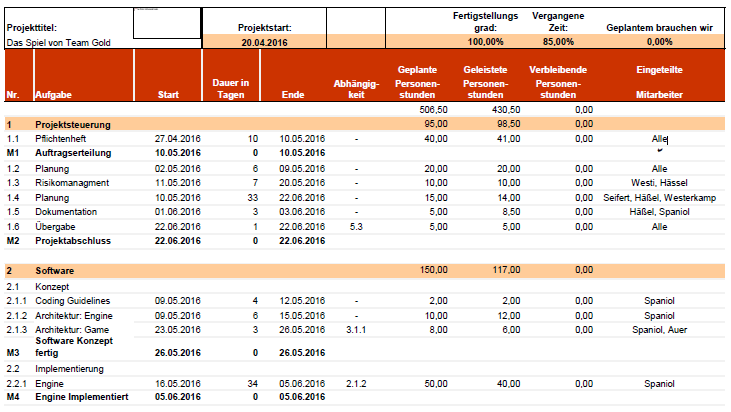 Projekttitel: Projektstart: Fertigstellungs grad: Vergangene Zeit: Geplantem brauchen wir
Das Spiel von Team Gold 20.04.2016 100,00% 85,00% 0,00%
Nr. Aufgabe Start Dauer in Tagen Ende Abhängig- keit Geplante Personen- stunden Geleistete Personen- stunden Verbleibende Personen- stunden Eingeteilte Mitarbeiter
506,50 430,50 0,00
1 Projektsteuerung 95,00 98,50 0,00
1.1 Pflichtenheft 27.04.2016 10 10.05.2016 - 40,00 41,00 0,00 Alle
M1 Auftragserteilung 10.05.2016 0 10.05.2016
1.2 Planung 02.05.2016 6 09.05.2016 - 20,00 20,00 0,00 Alle
1.3 Risikomanagment 11.05.2016 7 20.05.2016 - 10,00 10,00 0,00 Westi, Hässel
1.4 Planung 10.05.2016 33 22.06.2016 - 15,00 14,00 0,00 Seifert, Häßel, Westerkamp
1.5 Dokumentation 01.06.2016 3 03.06.2016 - 5,00 8,50 0,00 Häßel, Spaniol
1.6 Übergabe 22.06.2016 1 22.06.2016 5.3 5,00 5,00 0,00 Alle
M2 Projektabschluss 22.06.2016 0 22.06.2016
2 Software 150,00 117,00 0,00
2.1 Konzept
2.1.1 Coding Guidelines 09.05.2016 4 12.05.2016 - 2,00 2,00 0,00 Spaniol
2.1.2 Architektur: Engine 09.05.2016 6 15.05.2016 - 10,00 12,00 0,00 Spaniol
2.1.3 Architektur: Game 23.05.2016 3 26.05.2016 3.1.1 8,00 6,00 0,00 Spaniol, Auer
Software Konzept
M3 fertig 26.05.2016 0 26.05.2016
2.2 Implementierung
2.2.1 Engine 16.05.2016 34 05.06.2016 2.1.2 50,00 40,00 0,00 Spaniol
M4 Engine Implementiert 05.06.2016 0 05.06.2016